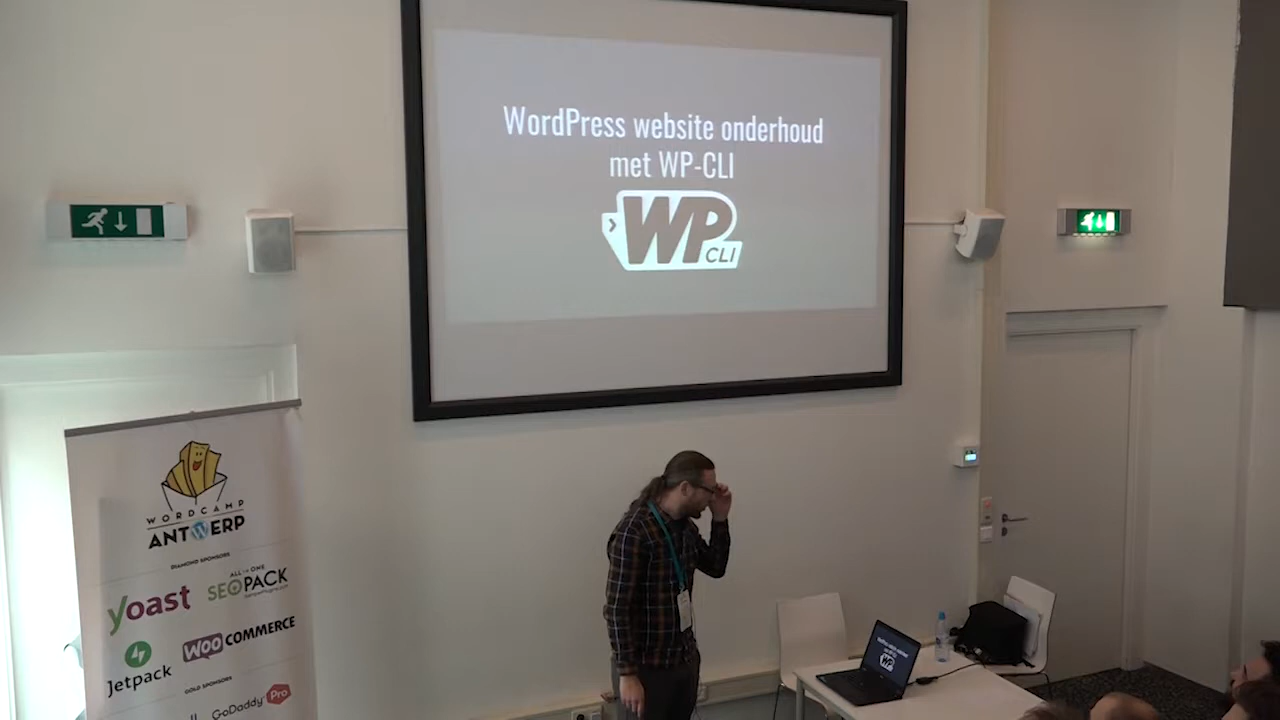 WordPress website onderhoud
met WP-CLI
WP
CLI
WORDCAMP
ANTWERP
DIAMOND SPONSORS
yoast
ALL IN ONE
SEOPACK
Jetpack
WOO COMMERCE
GOLD SPONSORS
GoDaddy Pro